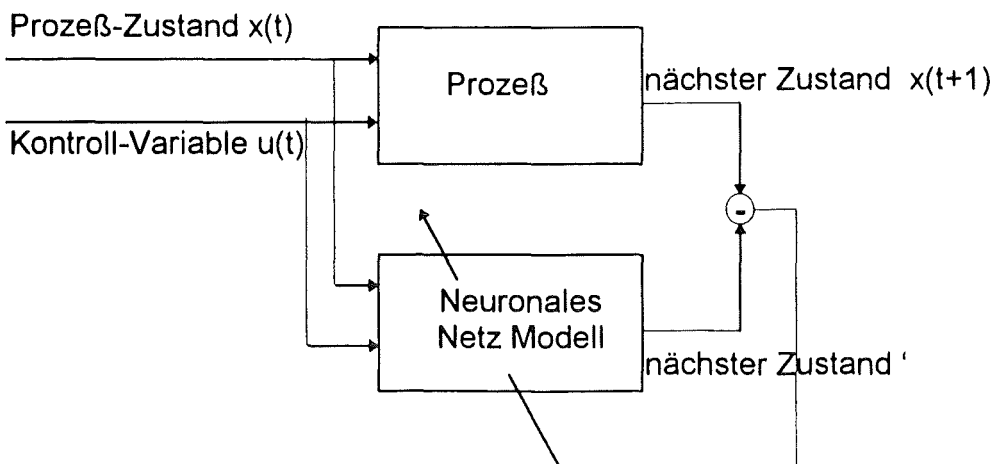 Prozeß-Zustand x(t)
Prozeß
nächster Zustand x(t+1)
Kontroll-Variable u(t)
-
Neuronales
Netz Modell
nächster Zustand ‘